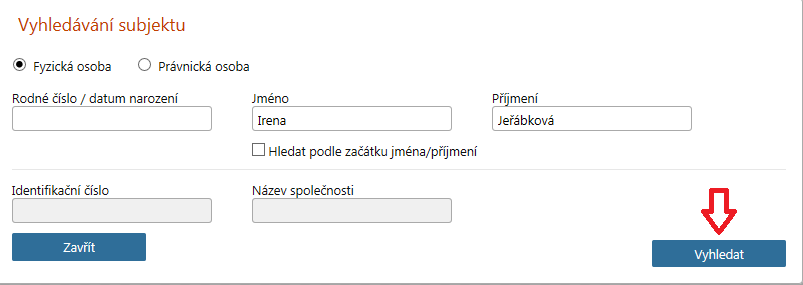 Vyhledávání subjektu
Fyzická osoba Právnická osoba
Rodné číslo / datum narození Jméno Příjmení
Irena Jeřábková
Hledat podle začátku jména/příjmení
Identifikační číslo Název společnosti
Zavřít Vyhledat